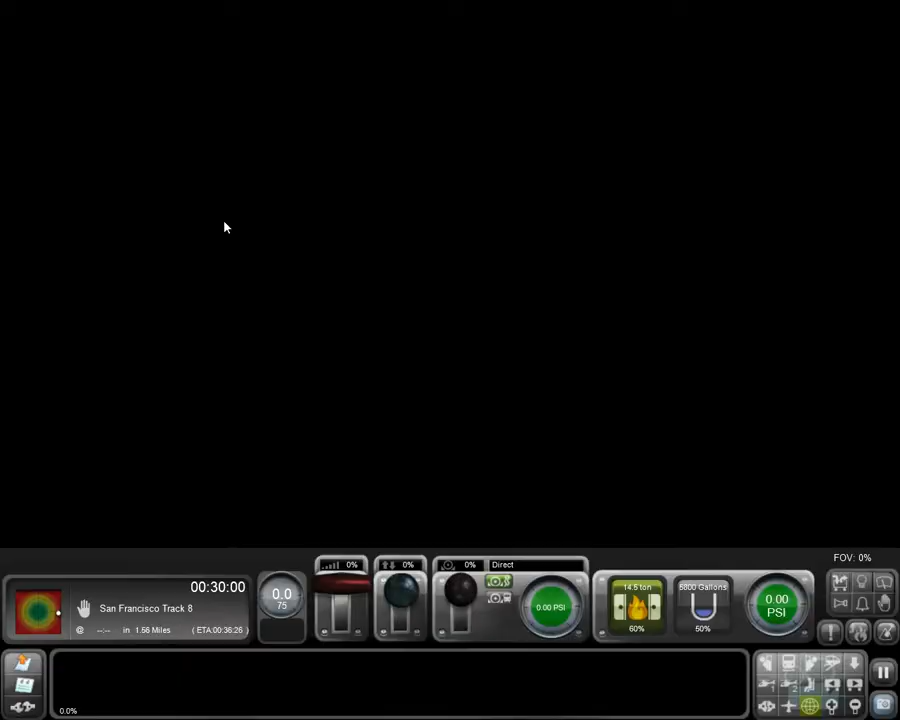 FOV: 0%
0%
0%
0%
Direct
00:30:00
San Francisco Track 8
@ --:-- in 1.56 Miles ( ETA:00:36:26 )
0.0
75
0.00 PSI
14.5 ton
60%
5800 Gallons
50%
0.00
PSI
1
2
0.0%